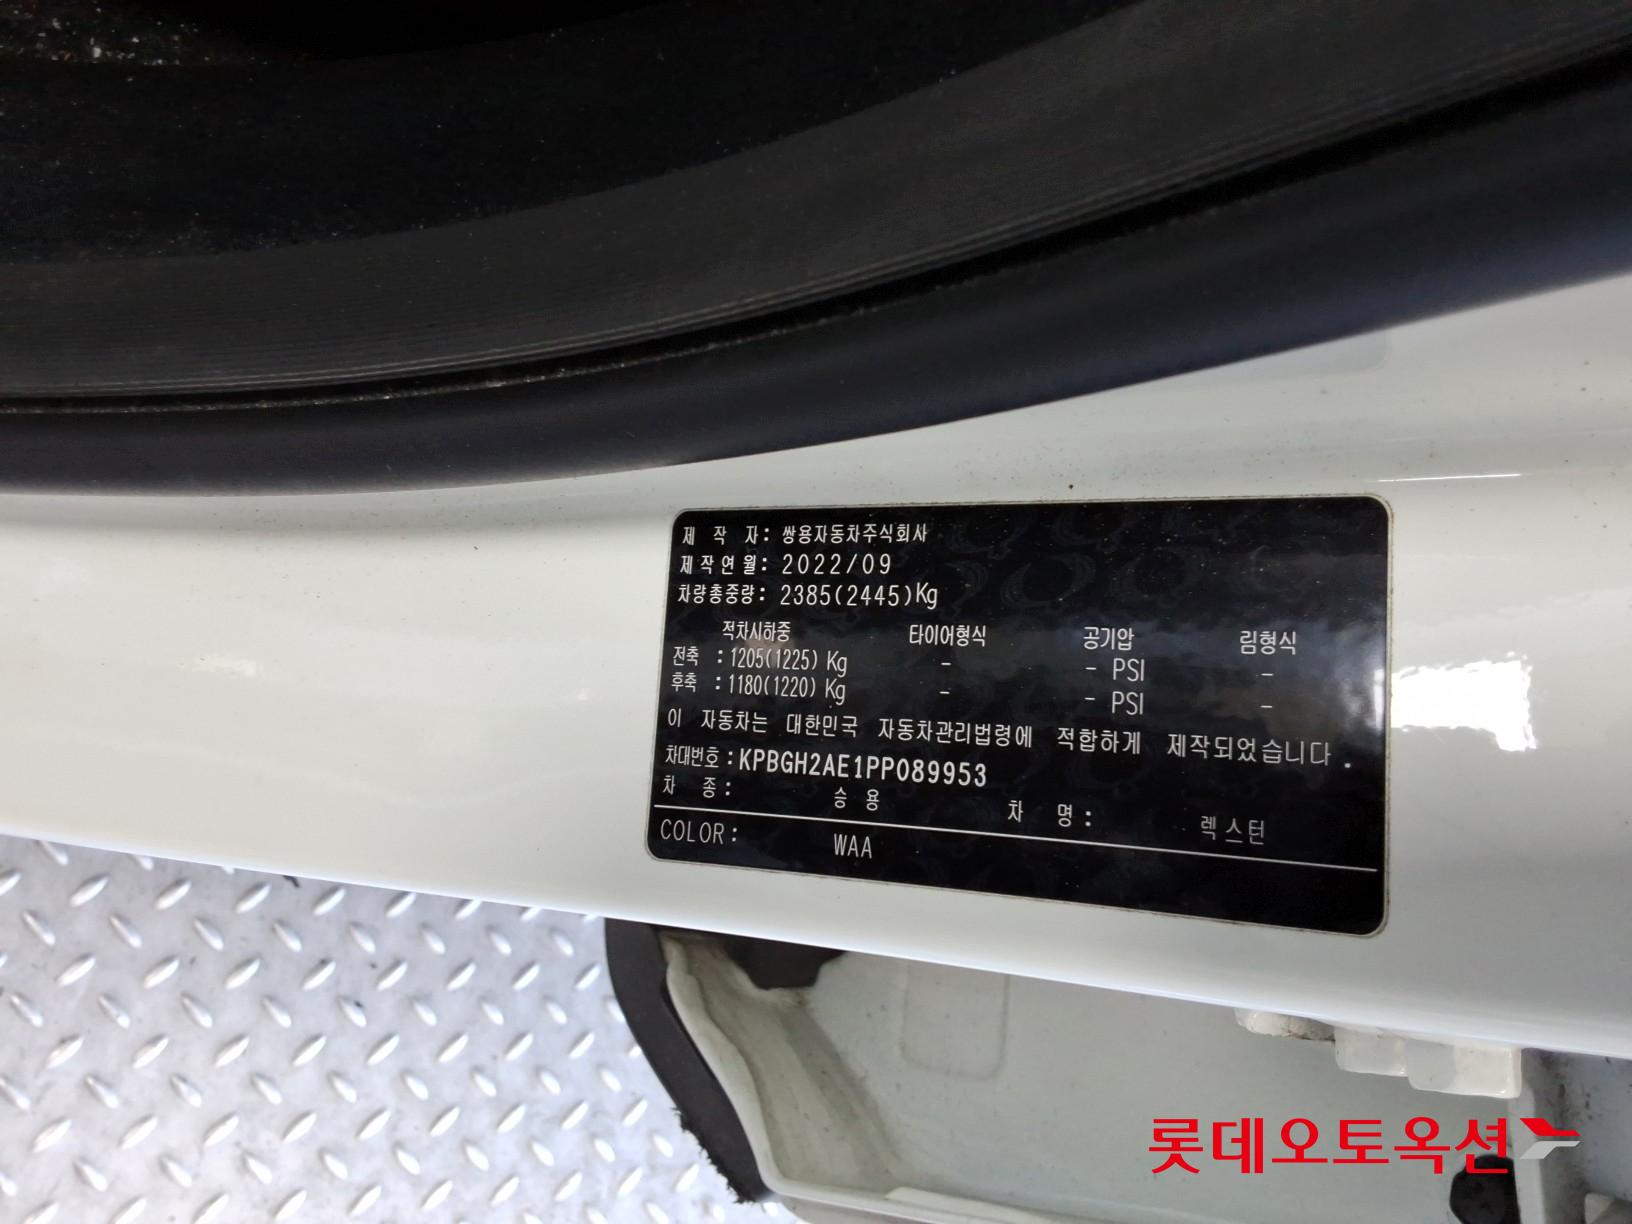 제 작 자: 쌍용자동차주식회사
제작연월: 2022/09
차량총중량: 2385(2445)Kg
적차시하중 타이어형식 공기압 림형식
전축 : 1205(1225) Kg - - PSI -
후축 : 1180(1220) Kg - - PSI -
이 자동차는 대한민국 자동차관리법령에 적합하게 제작되었습니다.
차대번호: KPBGH2AE1PP089953
차 종: 승 용 차 명: 렉스턴
COLOR: WAA
롯데오토옥션